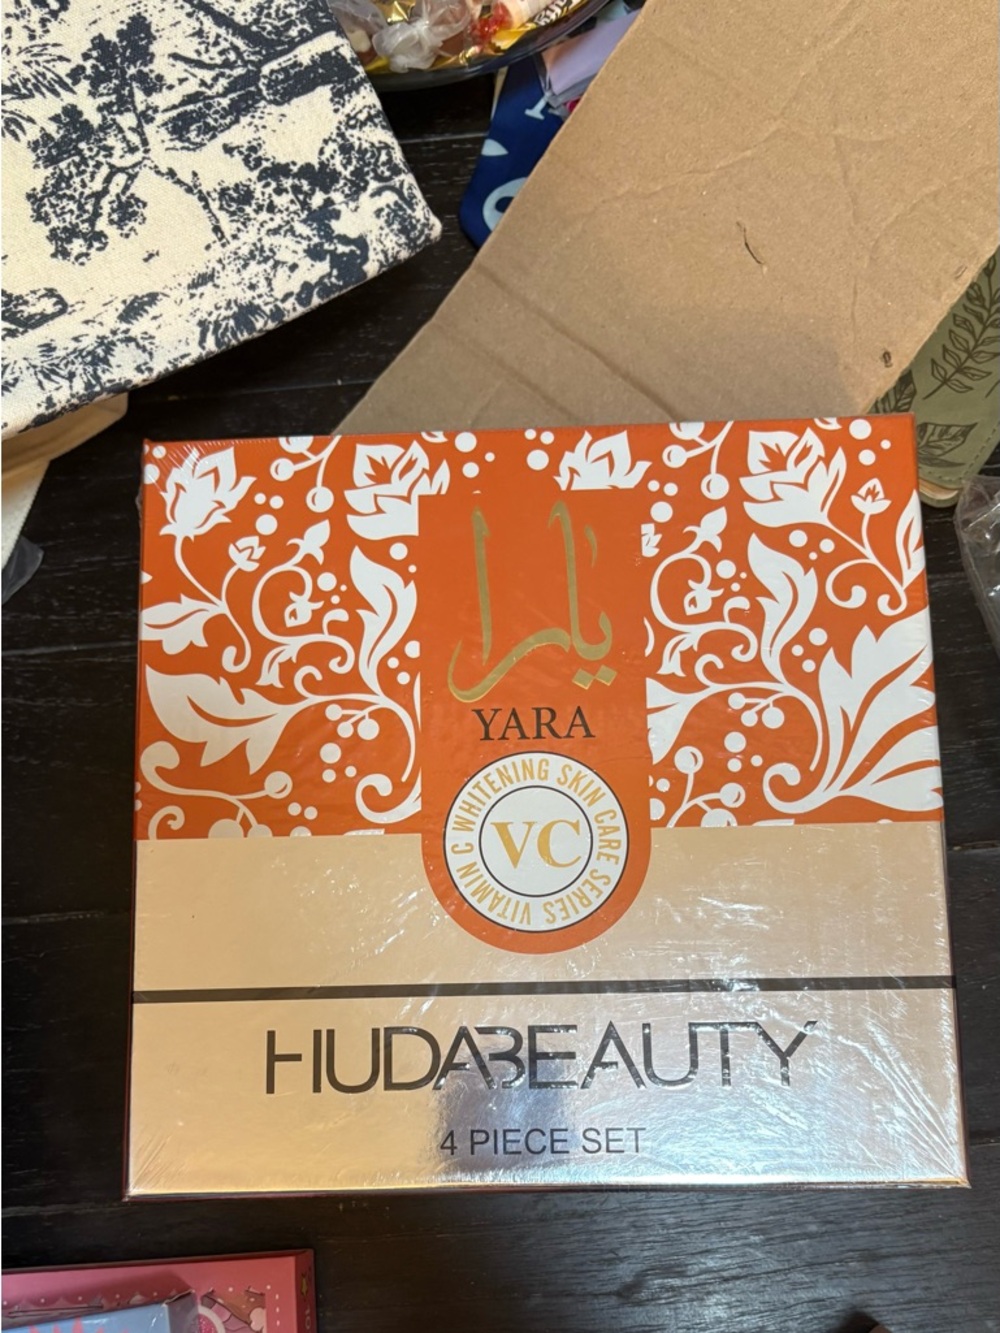 يارا
YARA
VITAMIN C WHITENING SKIN CARE SERIES
VC
HUDABEAUTY
4 PIECE SET